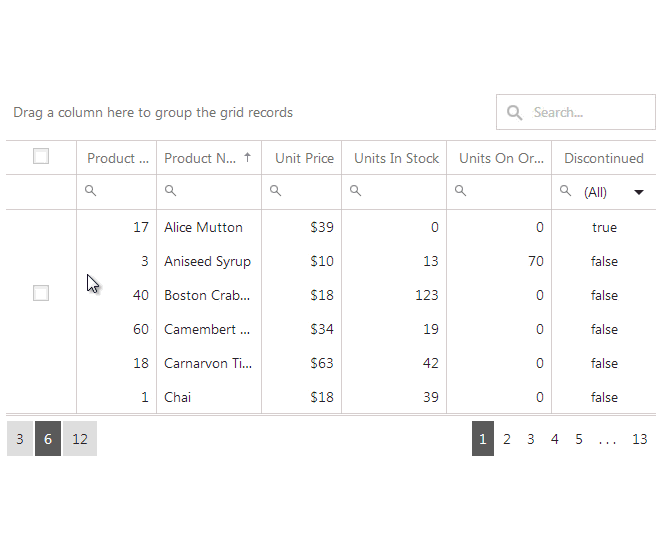 Drag a column here to group the grid records Search...
Product ... Product N... ↑ Unit Price Units In Stock Units On Or... Discontinued
(All)
17 Alice Mutton $39 0 0 true
3 Aniseed Syrup $10 13 70 false
40 Boston Crab... $18 123 0 false
60 Camembert ... $34 19 0 false
18 Carnarvon Ti... $63 42 0 false
1 Chai $18 39 0 false
3 6 12 1 2 3 4 5 ... 13